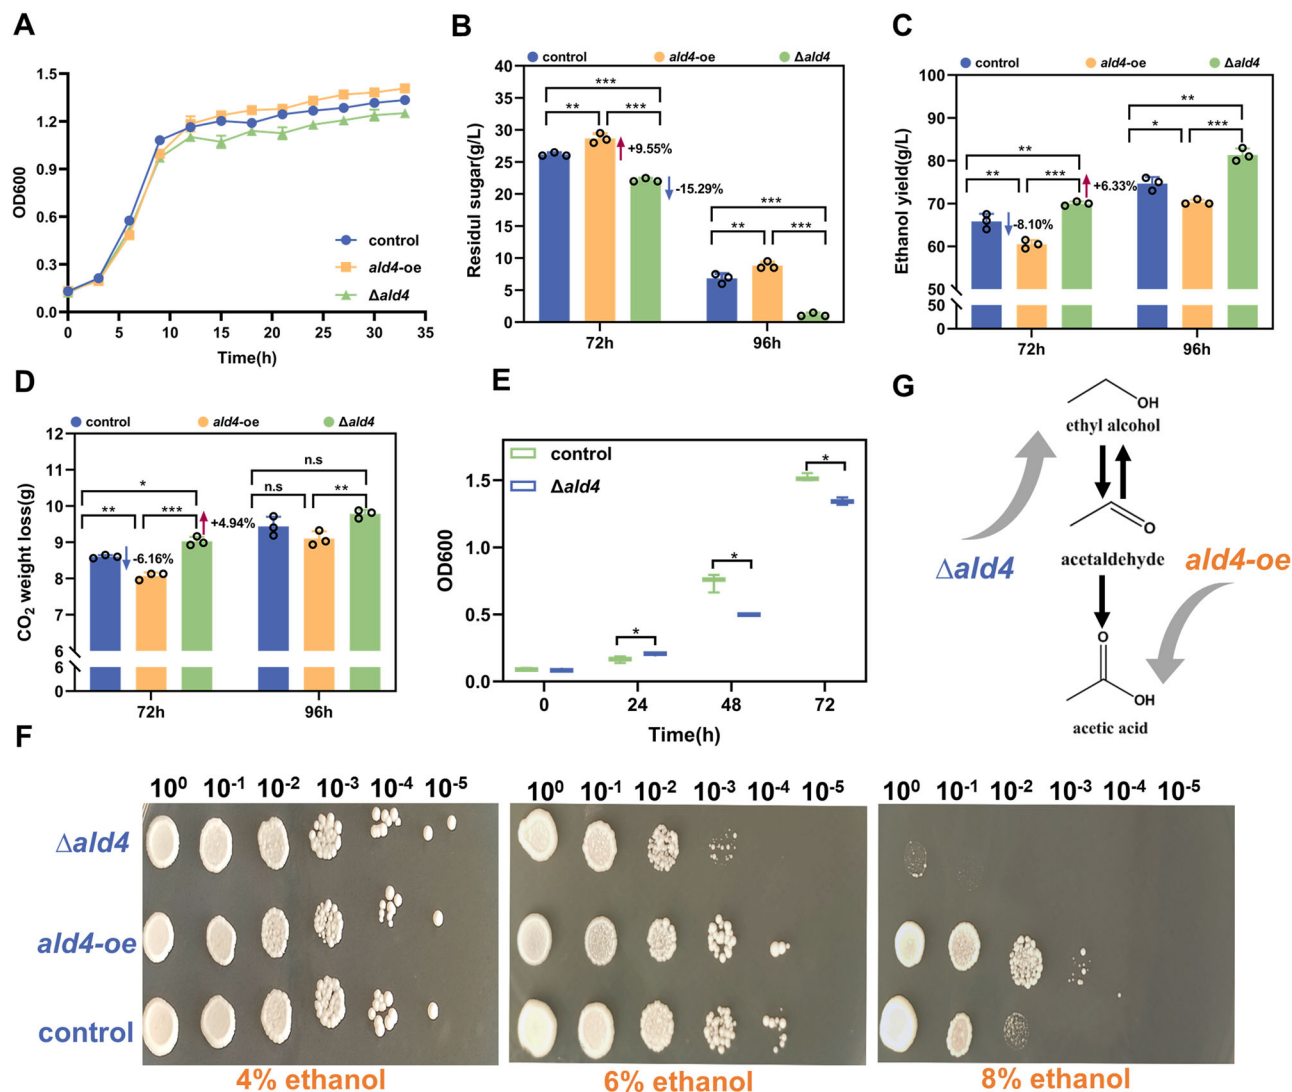 A
1.5
1.2
0.9
0.6
0.3
0.0
OD600
0 5 10 15 20 25 30 35
Time(h)
control
ald4-oe
Δald4
B
control ald4-oe Δald4
40
35
30
25
20
15
10
5
0
Residul sugar(g/L)
***
** ***
+9.55%
-15.29%
***
** ***
72h 96h
C
control ald4-oe Δald4
100
90
80
70
60
50
50
0
Ethanol yield(g/L)
**
** ***
-8.10%
+6.33%
**
* ***
72h 96h
D
control ald4-oe Δald4
12
11
10
9
8
7
6
6
0
CO2 weight loss(g)
*
** ***
-6.16%
+4.94%
n.s
n.s **
72h 96h
E
control
Δald4
1.5
1.0
0.5
0.0
OD600
*
*
*
0 24 48 72
Time(h)
G
OH
ethyl alcohol
O
acetaldehyde
Δald4
ald4-oe
O
OH
acetic acid
F
10⁰ 10⁻¹ 10⁻² 10⁻³ 10⁻⁴ 10⁻⁵
10⁰ 10⁻¹ 10⁻² 10⁻³ 10⁻⁴ 10⁻⁵
10⁰ 10⁻¹ 10⁻² 10⁻³ 10⁻⁴ 10⁻⁵
Δald4
ald4-oe
control
4% ethanol
6% ethanol
8% ethanol